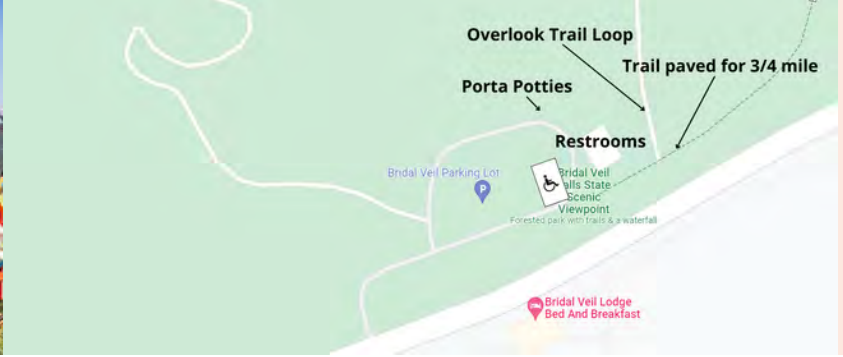 Overlook Trail Loop
Trail paved for 3/4 mile
Porta Potties
Restrooms
Bridal Veil Parking Lot
P
Bridal Veil
alls State
Scenic
Viewpoint
Forested park with trails & a waterfall
Bridal Veil Lodge
Bed And Breakfast